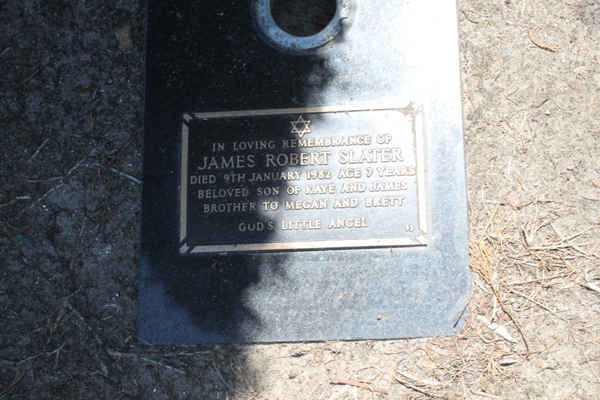 IN LOVING REMEMBRANCE OF
JAMES ROBERT SLATER
DIED 9TH JANUARY 1982 AGE 7 YEARS
BELOVED SON OF KAYE AND JAMES
BROTHER TO MEGAN AND BRETT
GOD'S LITTLE ANGEL